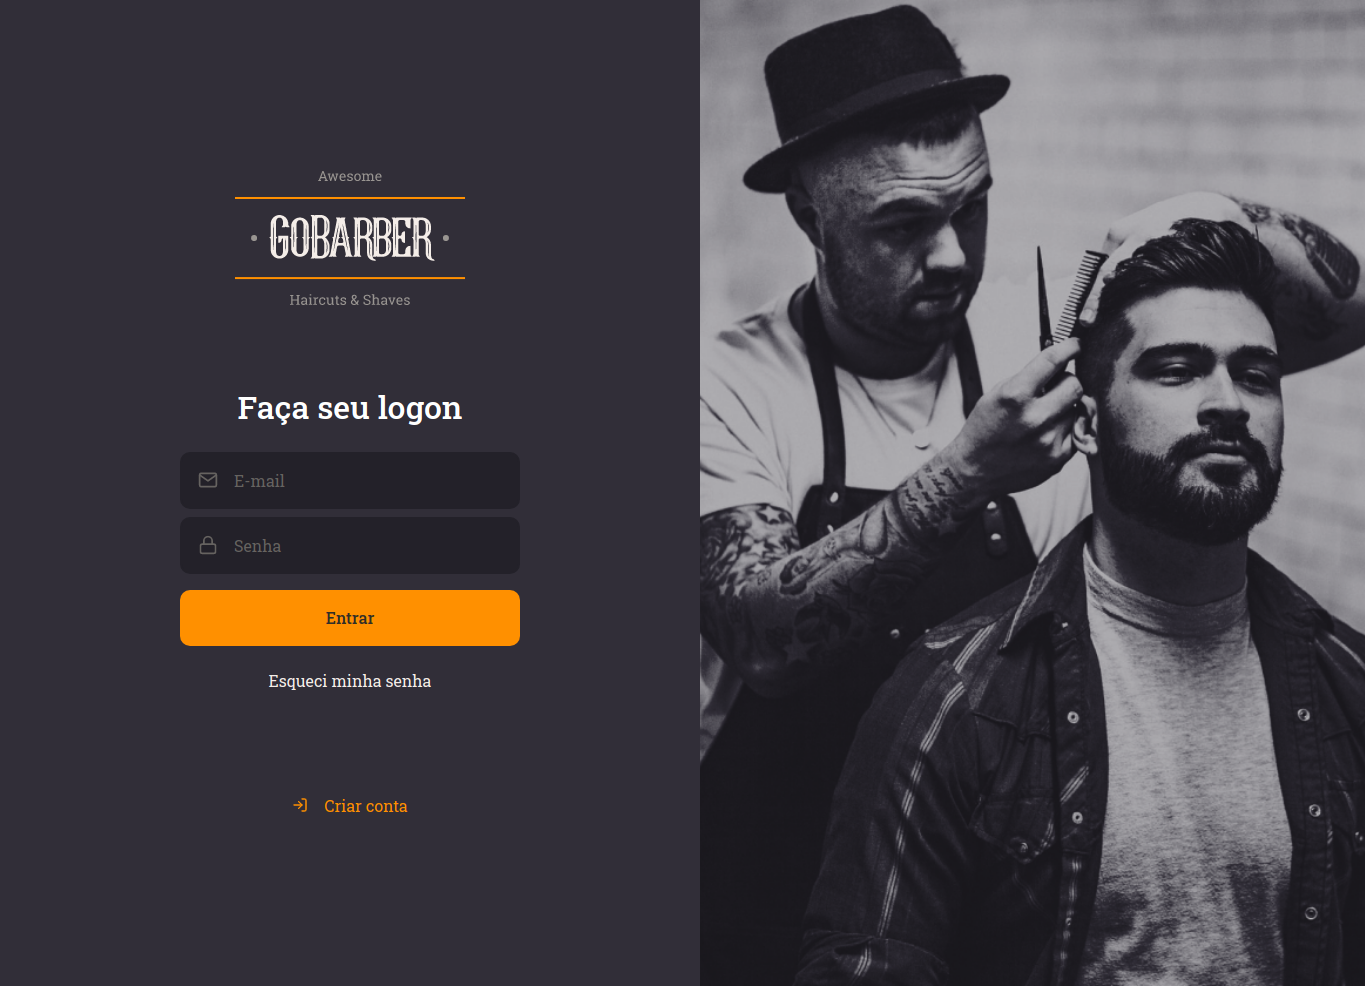 Awesome
GOBARBER
Haircuts & Shaves
Faça seu logon
E-mail
Senha
Entrar
Esqueci minha senha
Criar conta